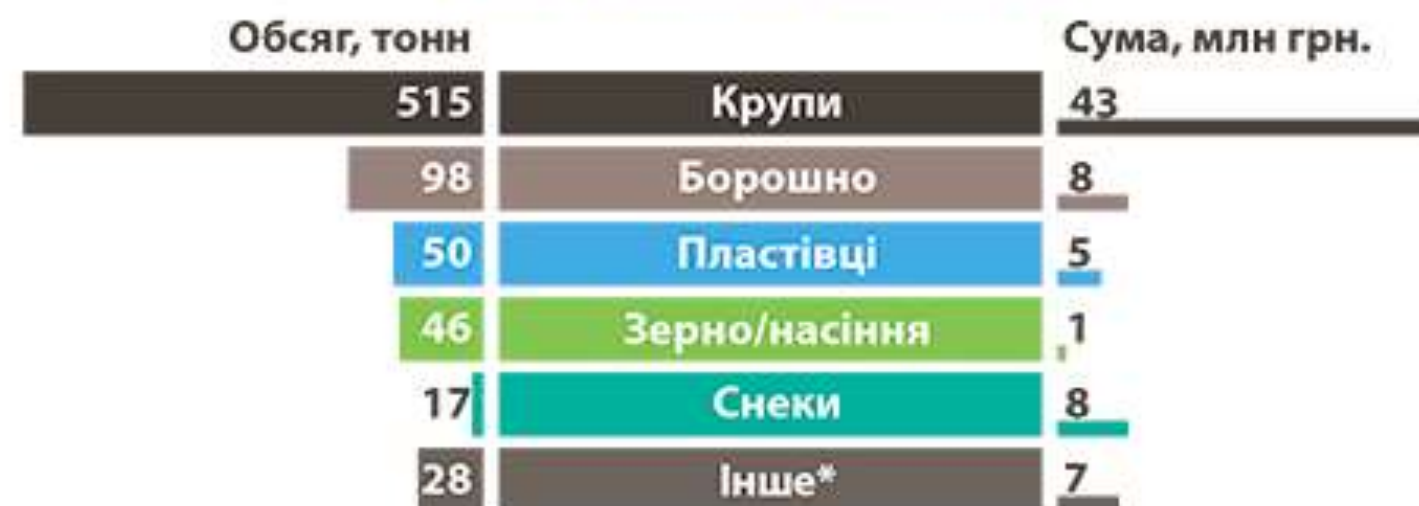 Обсяг, тонн Сума, млн грн.
515 Крупи 43
98 Борошно 8
50 Пластівці 5
46 Зерно/насіння 1
17 Снеки 8
28 Інше* 7